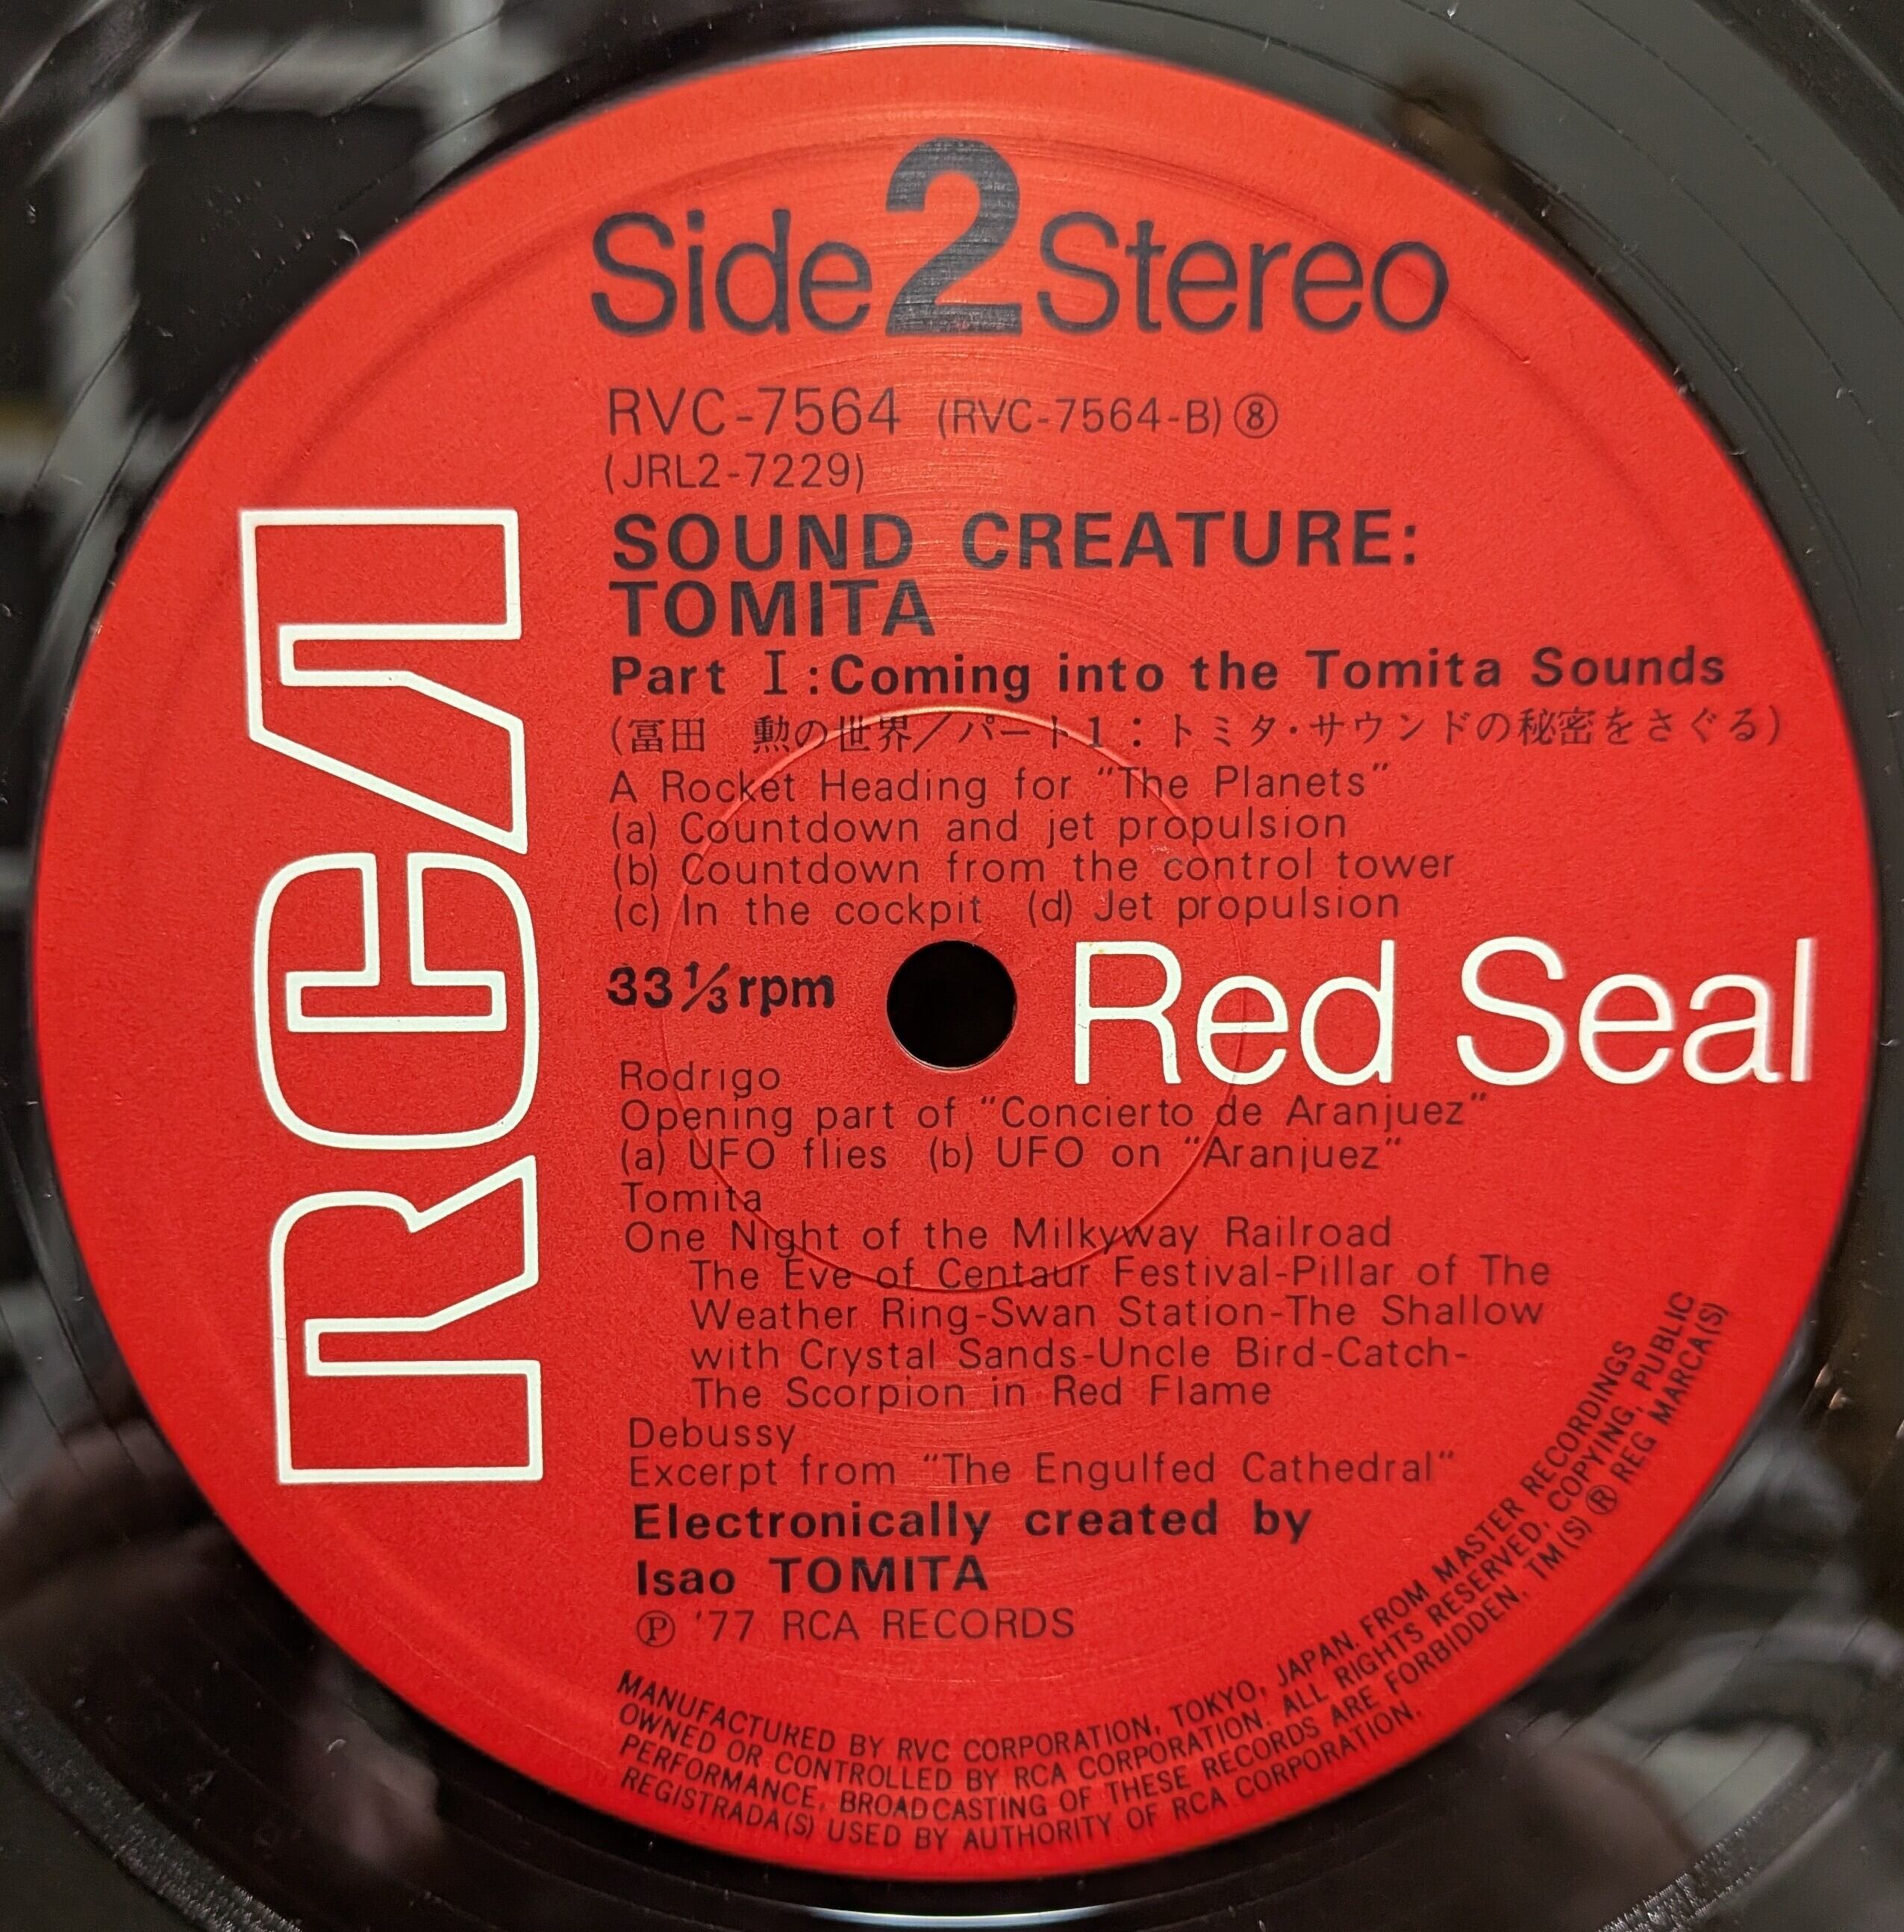 Side 2 Stereo
RVC-7564 (RVC-7564-B) ⑧
(JRL2-7229)
SOUND CREATURE:
TOMITA
Part I:Coming into the Tomita Sounds
(冨田 勲の世界/パート1:トミタ・サウンドの秘密をさぐる)
A Rocket Heading for “The Planets”
(a) Countdown and jet propulsion
(b) Countdown from the control tower
(c) In the cockpit (d) Jet propulsion
33⅓rpm
Red Seal
RCA
Rodrigo
Opening part of “Concierto de Aranjuez”
(a) UFO flies (b) UFO on “Aranjuez”
Tomita
One Night of the Milkyway Railroad
The Eve of Centaur Festival-Pillar of The
Weather Ring-Swan Station-The Shallow
with Crystal Sands-Uncle Bird-Catch-
The Scorpion in Red Flame
Debussy
Excerpt from “The Engulfed Cathedral”
Electronically created by
Isao TOMITA
Ⓟ '77 RCA RECORDS
MANUFACTURED BY RVC CORPORATION, TOKYO, JAPAN. FROM MASTER RECORDINGS
OWNED OR CONTROLLED BY RCA CORPORATION. ALL RIGHTS RESERVED, COPYING, PUBLIC
PERFORMANCE, BROADCASTING OF THESE RECORDS ARE FORBIDDEN, TM(S) ® REG MARCA(S)
REGISTRADA(S) USED BY AUTHORITY OF RCA CORPORATION.